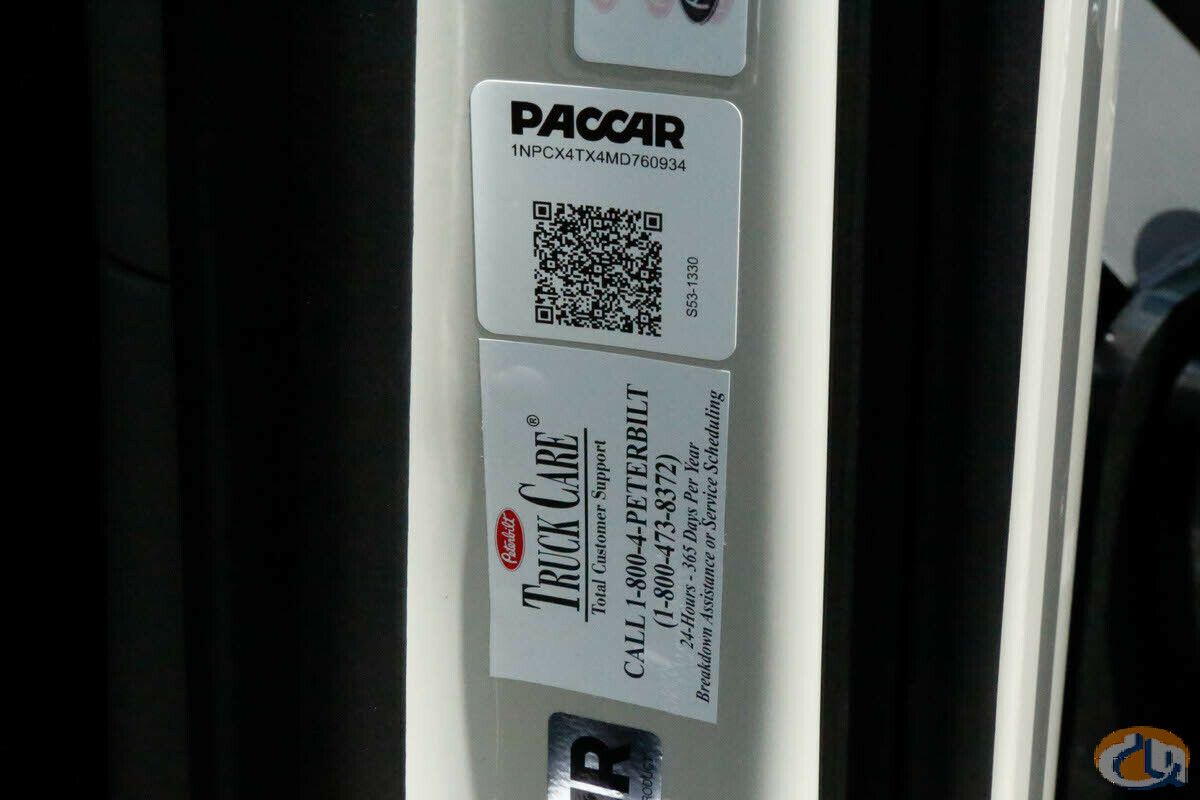 PACCAR
1NPCX4TX4MD760934
S53-1330
Peterbilt
TRUCK CARE®
Total Customer Support
CALL 1-800-4-PETERBILT
(1-800-473-8372)
24-Hours - 365 Days Per Year
Breakdown Assistance or Service Scheduling
R